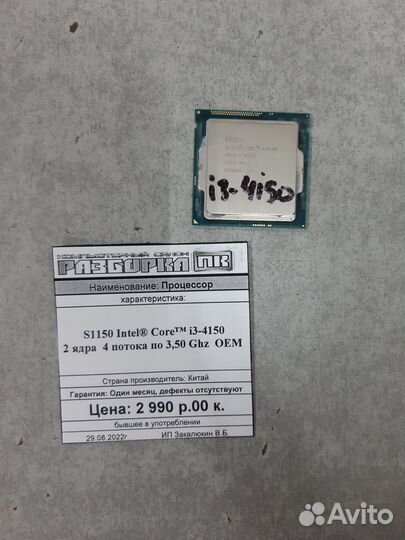 i3-4150
КОМПЬЮТЕРНЫЙ САЛОН
РАЗБОРКА ПК
Наименование: Процессор
характеристика:
S1150 Intel® Core™ i3-4150
2 ядра 4 потока по 3,50 Ghz OEM
Страна производитель: Китай
Гарантия: Один месяц, дефекты отсутствуют
Цена: 2 990 р.00 к.
бывшее в употреблении
29.08.2022г. ИП Закалюкин В.Б.
Avito